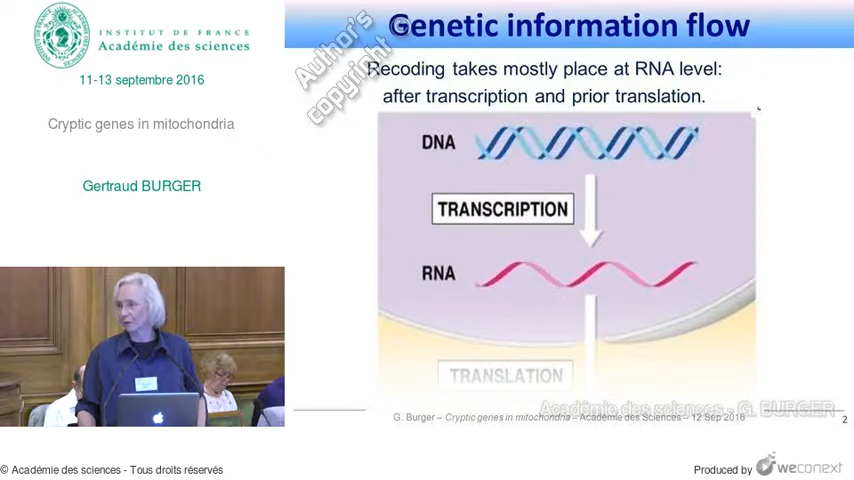 INSTITUT DE FRANCE
Académie des sciences
11-13 septembre 2016
Cryptic genes in mitochondria
Gertraud BURGER
Genetic information flow
Author's
copyright
Recoding takes mostly place at RNA level:
after transcription and prior translation.
DNA
TRANSCRIPTION
RNA
TRANSLATION
Académie des sciences - G. BURGER
G. Burger – Cryptic genes in mitochondria – Académie des Sciences – 12 Sep 2016
2
© Académie des sciences - Tous droits réservés
Produced by weconext